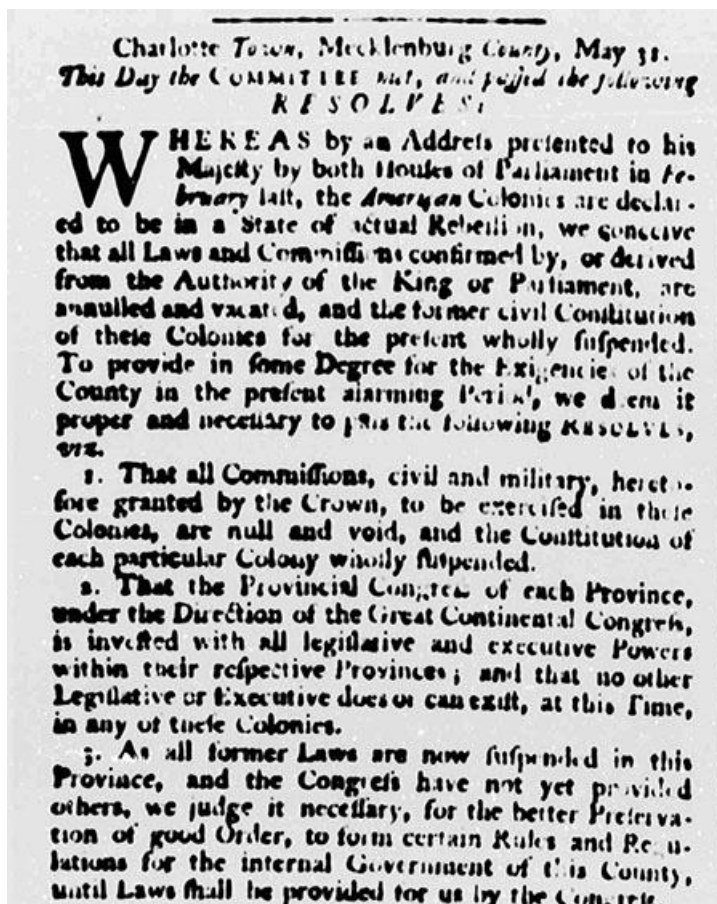 Charlotte Town, Mecklenburg County, May 31.
This Day the COMMITTEE met, and passed the following
RESOLVES:
WHEREAS by an Address presented to his
Majesty by both Houses of Parliament in Fe-
bruary last, the American Colonies are declar-
ed to be in a State of actual Rebellion, we conceive
that all Laws and Commissions confirmed by, or derived
from the Authority of the King or Parliament, are
annulled and vacated, and the former civil Constitution
of these Colonies for the present wholly suspended.
To provide in some Degree for the Exigencies of the
County in the present alarming Period, we deem it
proper and necessary to pass the following RESOLVES,
viz.
1. That all Commissions, civil and military, hereto-
fore granted by the Crown, to be exercised in these
Colonies, are null and void, and the Constitution of
each particular Colony wholly suspended.
2. That the Provincial Congress of each Province,
under the Direction of the Great Continental Congress,
is invested with all legislative and executive Powers
within their respective Provinces; and that no other
Legislative or Executive does or can exist, at this Time,
in any of these Colonies.
3. As all former Laws are now suspended in this
Province, and the Congress have not yet provided
others, we judge it necessary, for the better Preserva-
tion of good Order, to form certain Rules and Regu-
lations for the internal Government of this County,
until Laws shall be provided for us by the Congress.